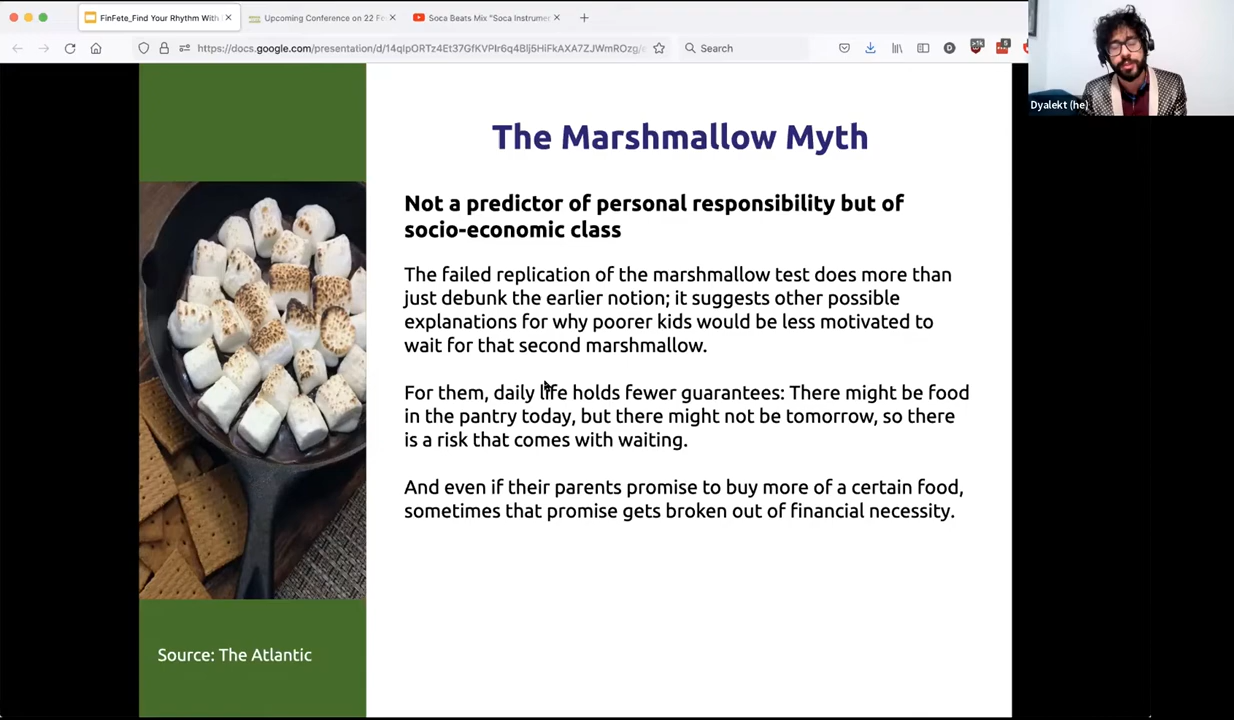 FinFete_Find Your Rhythm With
Upcoming Conference on 22 Fe
Soca Beats Mix "Soca Instrumen
https://docs.google.com/presentation/d/14qlpORTz4Et37GfKVPIr6q4Blj5HiFkAXA7ZJWmROzg/e
Search
Dyalekt (he)
The Marshmallow Myth
Not a predictor of personal responsibility but of
socio-economic class
The failed replication of the marshmallow test does more than
just debunk the earlier notion; it suggests other possible
explanations for why poorer kids would be less motivated to
wait for that second marshmallow.
For them, daily life holds fewer guarantees: There might be food
in the pantry today, but there might not be tomorrow, so there
is a risk that comes with waiting.
And even if their parents promise to buy more of a certain food,
sometimes that promise gets broken out of financial necessity.
Source: The Atlantic